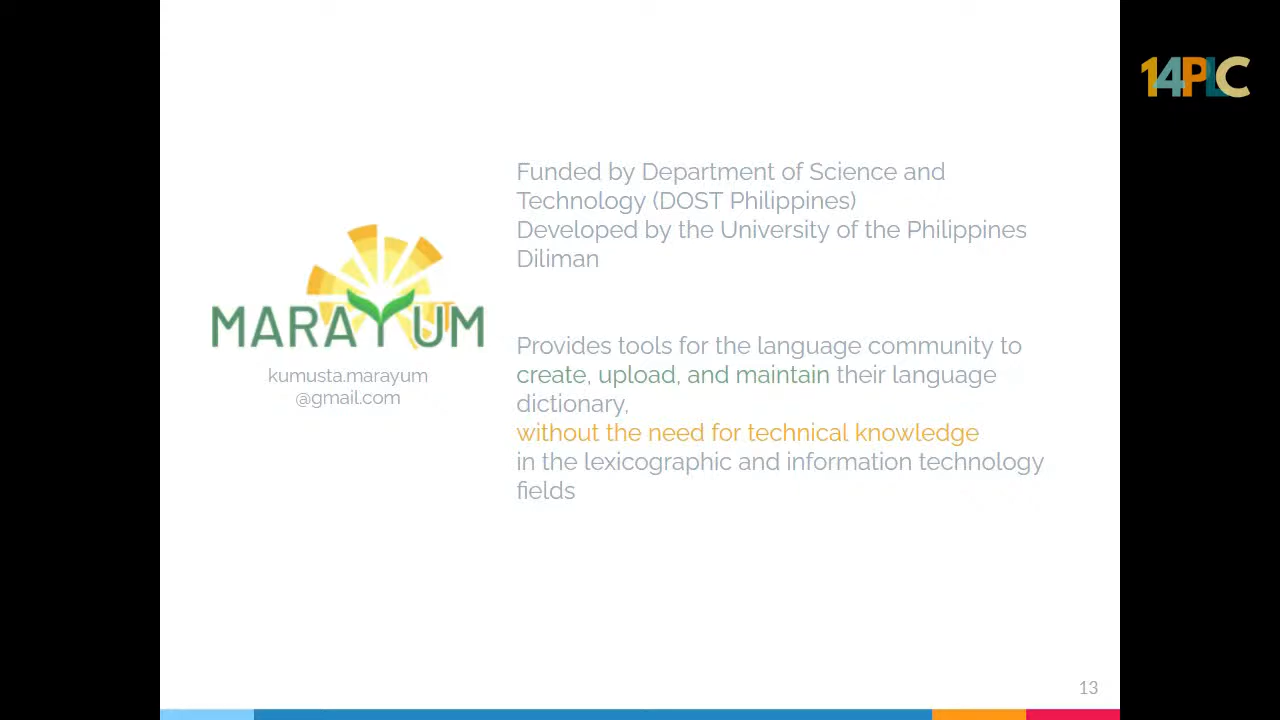 14PLC
Funded by Department of Science and
Technology (DOST Philippines)
Developed by the University of the Philippines
Diliman
MARAYUM
kumusta.marayum
@gmail.com
Provides tools for the language community to
create, upload, and maintain their language
dictionary,
without the need for technical knowledge
in the lexicographic and information technology
fields
13